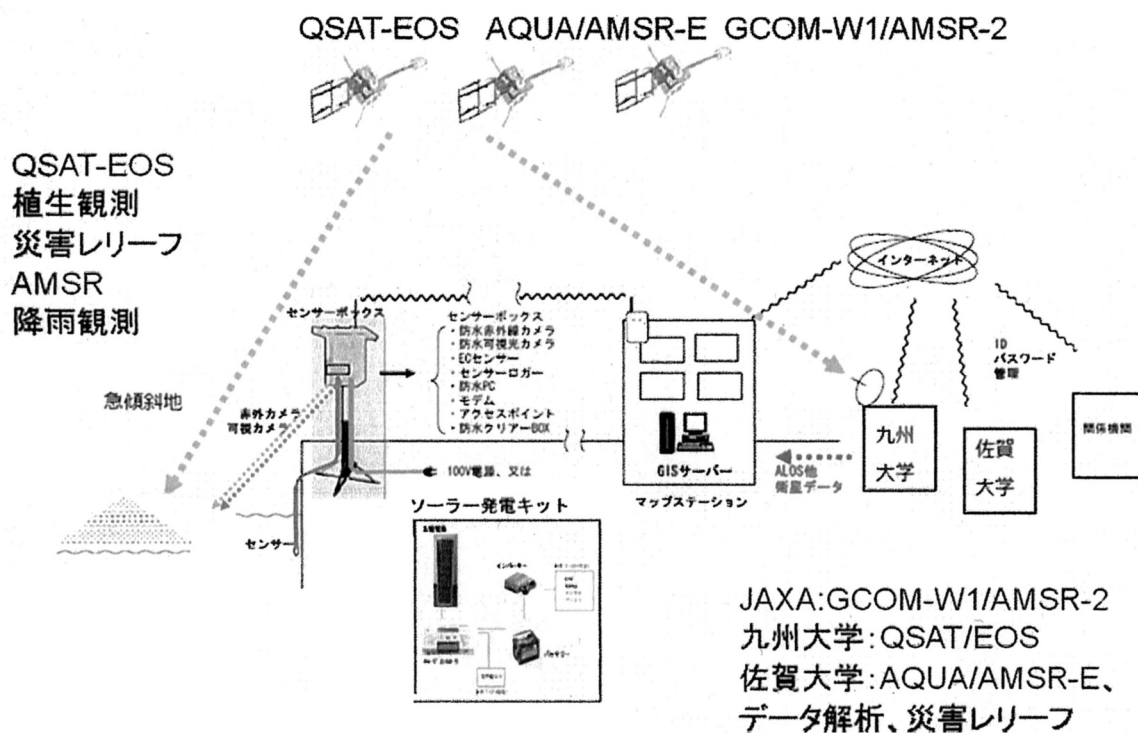 QSAT-EOS AQUA/AMSR-E GCOM-W1/AMSR-2
QSAT-EOS
植生観測
災害レリーフ
AMSR
降雨観測
インターネット
センサーボックス
センサーボックス
・防水赤外線カメラ
・防水可視光カメラ
・ECセンサー
・センサーロガー
・防水PC
・モデム
・アクセスポイント
・防水クリアーBOX
ID
パスワード
管理
急傾斜地
赤外カメラ
可視カメラ
GISサーバー
マップステーション
九州
大学
佐賀
大学
関係機関
ALOS他
衛星データ
100V電源、又は
センサー
ソーラー発電キット
インバーター
バッテリー
JAXA:GCOM-W1/AMSR-2
九州大学:QSAT/EOS
佐賀大学:AQUA/AMSR-E、
データ解析、災害レリーフ